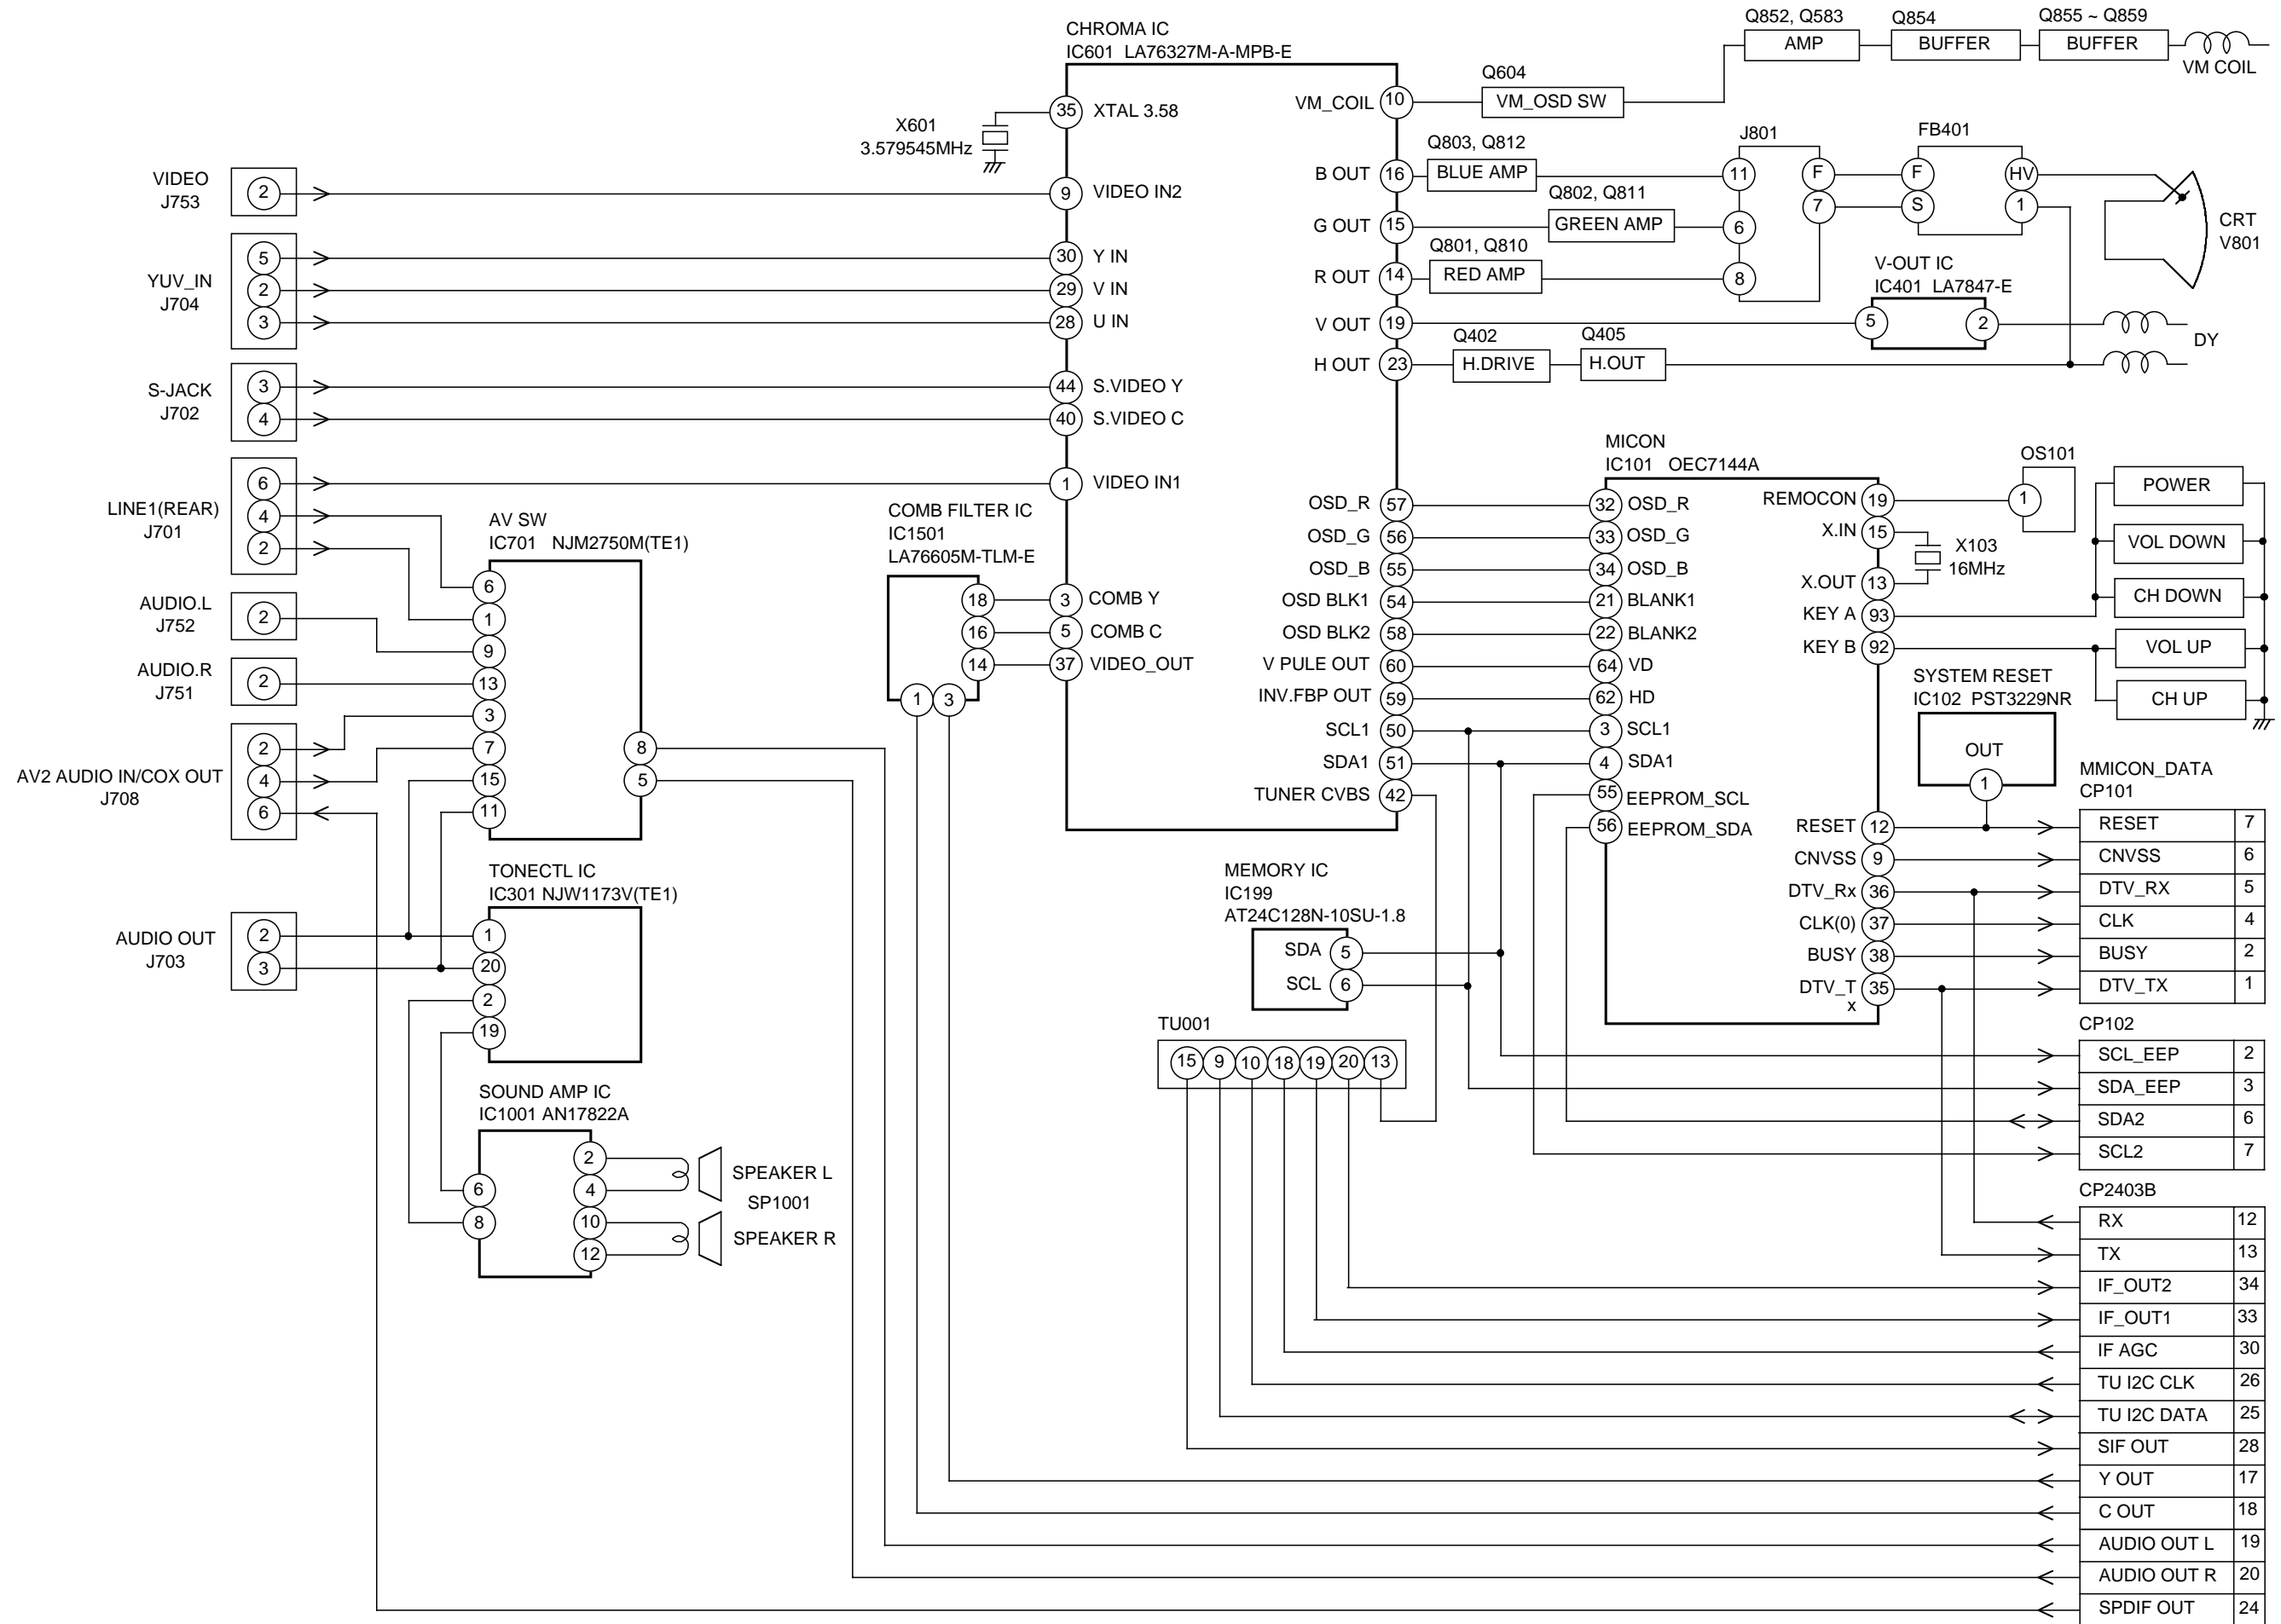 CHROMA IC
IC601 LA76327M-A-MPB-E
Q852, Q583
AMP
Q854
BUFFER
Q855 ~ Q859
BUFFER
VM COIL
Q604
VM_OSD SW
VM_COIL 10
35 XTAL 3.58
X601
3.579545MHz
VIDEO
J753
2
9 VIDEO IN2
YUV_IN
J704
5
2
3
30 Y IN
29 V IN
28 U IN
S-JACK
J702
3
4
44 S.VIDEO Y
40 S.VIDEO C
LINE1(REAR)
J701
6
4
2
1 VIDEO IN1
B OUT 16
Q803, Q812
BLUE AMP
G OUT 15
Q802, Q811
GREEN AMP
R OUT 14
Q801, Q810
RED AMP
J801
11
6
8
F
7
FB401
F
S
HV
1
CRT
V801
V OUT 19
V-OUT IC
IC401 LA7847-E
5
2
DY
H OUT 23
Q402
H.DRIVE
Q405
H.OUT
AV SW
IC701 NJM2750M(TE1)
6
1
9
13
3
7
15
11
8
5
AUDIO.L
J752
2
AUDIO.R
J751
2
AV2 AUDIO IN/COX OUT
J708
2
4
6
COMB FILTER IC
IC1501
LA76605M-TLM-E
18
16
14
1
3
3 COMB Y
5 COMB C
37 VIDEO_OUT
OSD_R 57
OSD_G 56
OSD_B 55
OSD BLK1 54
OSD BLK2 58
V PULE OUT 60
INV.FBP OUT 59
SCL1 50
SDA1 51
TUNER CVBS 42
MICON
IC101 OEC7144A
32 OSD_R
33 OSD_G
34 OSD_B
21 BLANK1
22 BLANK2
64 VD
62 HD
3 SCL1
4 SDA1
55 EEPROM_SCL
56 EEPROM_SDA
REMOCON 19
X.IN 15
X.OUT 13
KEY A 93
KEY B 92
RESET 12
CNVSS 9
DTV_Rx 36
CLK(0) 37
BUSY 38
DTV_T
x
35
OS101
1
X103
16MHz
POWER
VOL DOWN
CH DOWN
VOL UP
CH UP
SYSTEM RESET
IC102 PST3229NR
OUT
1
MMICON_DATA
CP101
RESET 7
CNVSS 6
DTV_RX 5
CLK 4
BUSY 2
DTV_TX 1
TONECTL IC
IC301 NJW1173V(TE1)
1
20
2
19
AUDIO OUT
J703
2
3
MEMORY IC
IC199
AT24C128N-10SU-1.8
SDA 5
SCL 6
TU001
15 9 10 18 19 20 13
CP102
SCL_EEP 2
SDA_EEP 3
SDA2 6
SCL2 7
SOUND AMP IC
IC1001 AN17822A
6
8
2
4
10
12
SPEAKER L
SP1001
SPEAKER R
CP2403B
RX 12
TX 13
IF_OUT2 34
IF_OUT1 33
IF AGC 30
TU I2C CLK 26
TU I2C DATA 25
SIF OUT 28
Y OUT 17
C OUT 18
AUDIO OUT L 19
AUDIO OUT R 20
SPDIF OUT 24